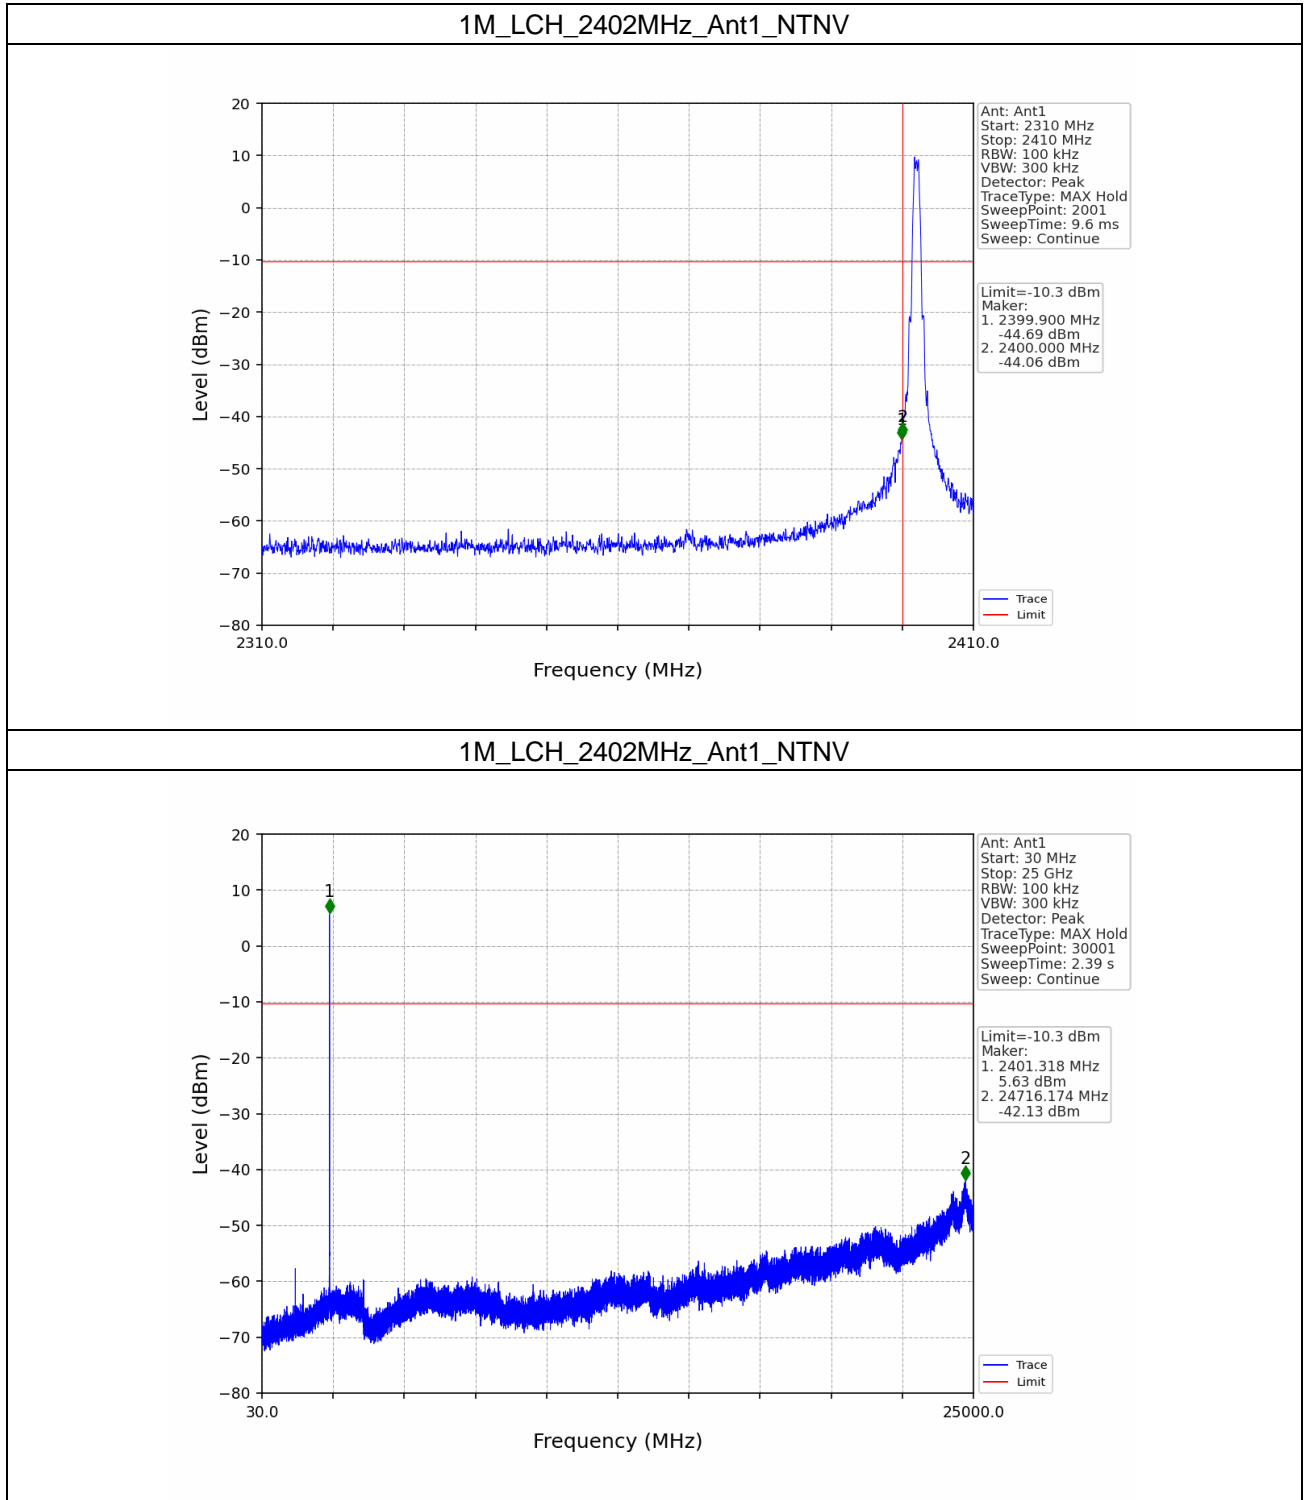 1M_LCH_2402MHz_Ant1_NTNV
20
10
0
−10
−20
−30
−40
−50
−60
−70
−80
Level (dBm)
2310.0
2410.0
Frequency (MHz)
2
Ant: Ant1
Start: 2310 MHz
Stop: 2410 MHz
RBW: 100 kHz
VBW: 300 kHz
Detector: Peak
TraceType: MAX Hold
SweepPoint: 2001
SweepTime: 9.6 ms
Sweep: Continue
Limit=-10.3 dBm
Maker:
1. 2399.900 MHz
-44.69 dBm
2. 2400.000 MHz
-44.06 dBm
Trace
Limit
1M_LCH_2402MHz_Ant1_NTNV
20
10
0
−10
−20
−30
−40
−50
−60
−70
−80
Level (dBm)
30.0
25000.0
Frequency (MHz)
1
2
Ant: Ant1
Start: 30 MHz
Stop: 25 GHz
RBW: 100 kHz
VBW: 300 kHz
Detector: Peak
TraceType: MAX Hold
SweepPoint: 30001
SweepTime: 2.39 s
Sweep: Continue
Limit=-10.3 dBm
Maker:
1. 2401.318 MHz
5.63 dBm
2. 24716.174 MHz
-42.13 dBm
Trace
Limit